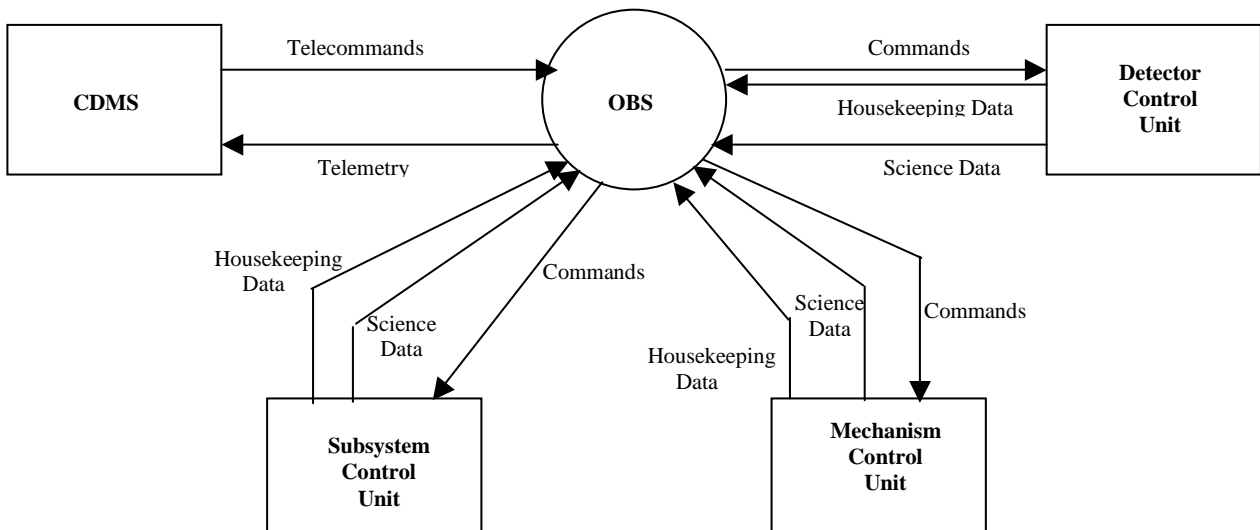 Telecommands
Commands
CDMS
OBS
Detector
Control
Unit
Housekeeping Data
Telemetry
Science Data
Housekeeping
Data
Commands
Science
Data
Science
Data
Commands
Housekeeping
Data
Subsystem
Control
Unit
Mechanism
Control
Unit